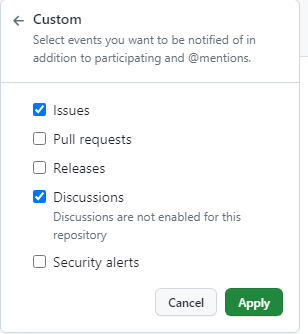 Custom
Select events you want to be notified of in
addition to participating and @mentions.
Issues
Pull requests
Releases
Discussions
Discussions are not enabled for this
repository
Security alerts
Cancel
Apply